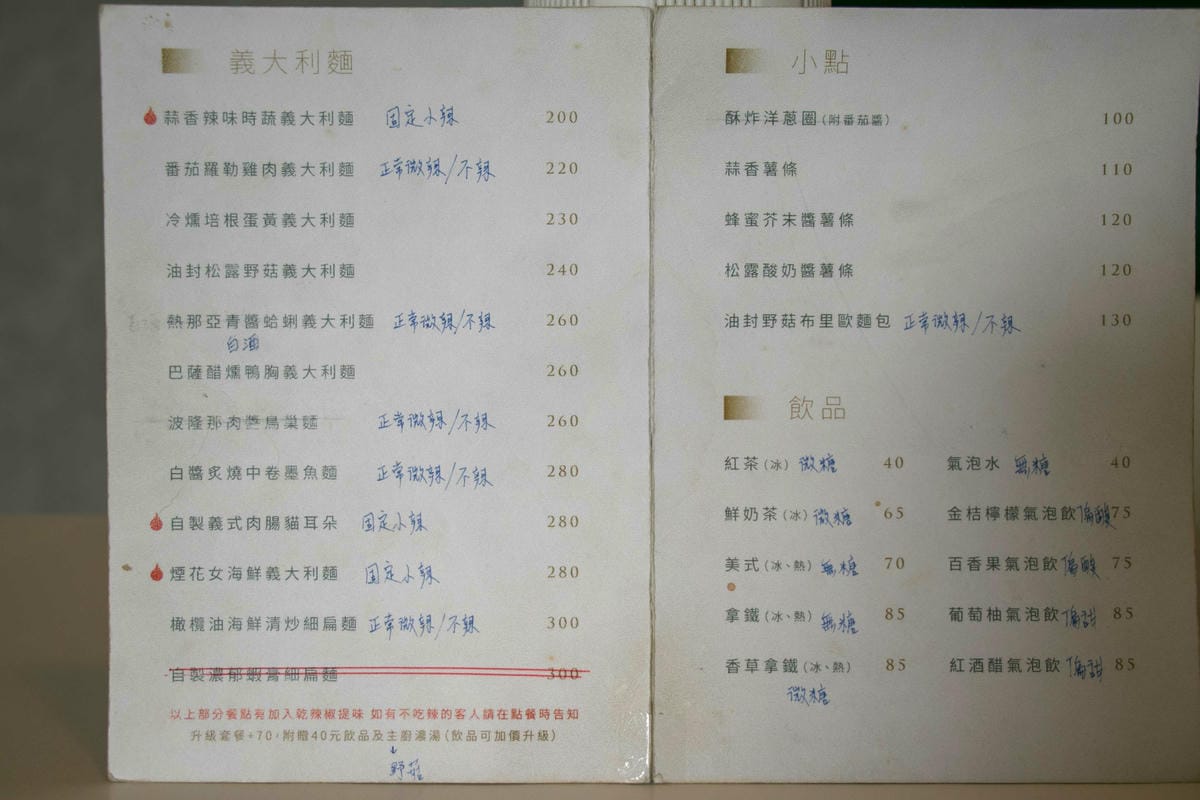 義大利麵
蒜香辣味時蔬義大利麵 固定小辣 200
番茄羅勒雞肉義大利麵 正常微辣/不辣 220
冷燻培根蛋黃義大利麵 230
油封松露野菇義大利麵 240
熱那亞青醬蛤蜊義大利麵 正常微辣/不辣 260
白酒
巴薩醋燻鴨胸義大利麵 260
波隆那肉醬鳥巢麵 正常微辣/不辣 260
白醬炙燒中卷墨魚麵 正常微辣/不辣 280
自製義式肉腸貓耳朵 固定小辣 280
煙花女海鮮義大利麵 固定小辣 280
橄欖油海鮮清炒細扁麵 正常微辣/不辣 300
自製濃郁蝦膏細扁麵 300
以上部分餐點有加入乾辣椒提味 如有不吃辣的客人請在點餐時告知
升級套餐+70,附贈40元飲品及主廚濃湯(飲品可加價升級)
野菇
小點
酥炸洋蔥圈(附番茄醬) 100
蒜香薯條 110
蜂蜜芥末醬薯條 120
松露酸奶醬薯條 120
油封野菇布里歐麵包 正常微辣/不辣 130
飲品
紅茶(冰) 微糖 40 氣泡水 無糖 40
鮮奶茶(冰) 微糖 65 金桔檸檬氣泡飲 偏酸 75
美式(冰、熱) 無糖 70 百香果氣泡飲 偏酸 75
拿鐵(冰、熱) 無糖 85 葡萄柚氣泡飲 偏甜 85
香草拿鐵(冰、熱) 85 紅酒醋氣泡飲 偏甜 85
微糖